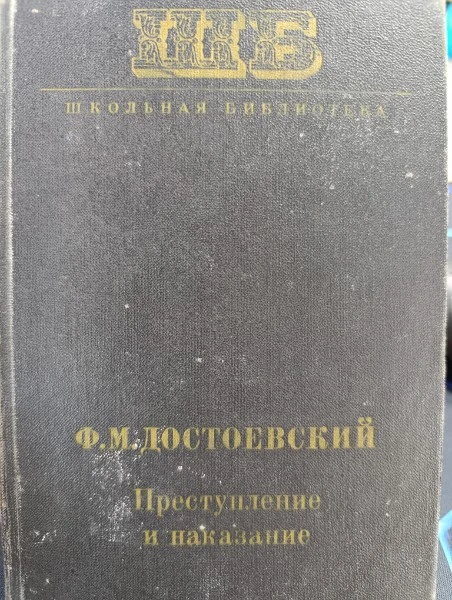 ШБ
ШКОЛЬНАЯ БИБЛИОТЕКА
Ф.М.ДОСТОЕВСКИЙ
Преступление
и наказание